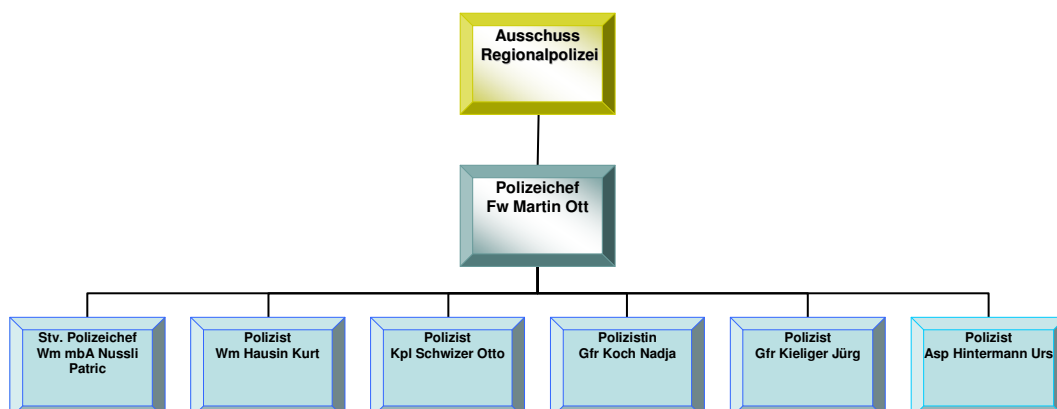 Ausschuss
Regionalpolizei
Polizeichef
Fw Martin Ott
Stv. Polizeichef
Wm mbA Nussli
Patric
Polizist
Wm Hausin Kurt
Polizist
Kpl Schwizer Otto
Polizistin
Gfr Koch Nadja
Polizist
Gfr Kieliger Jürg
Polizist
Asp Hintermann Urs